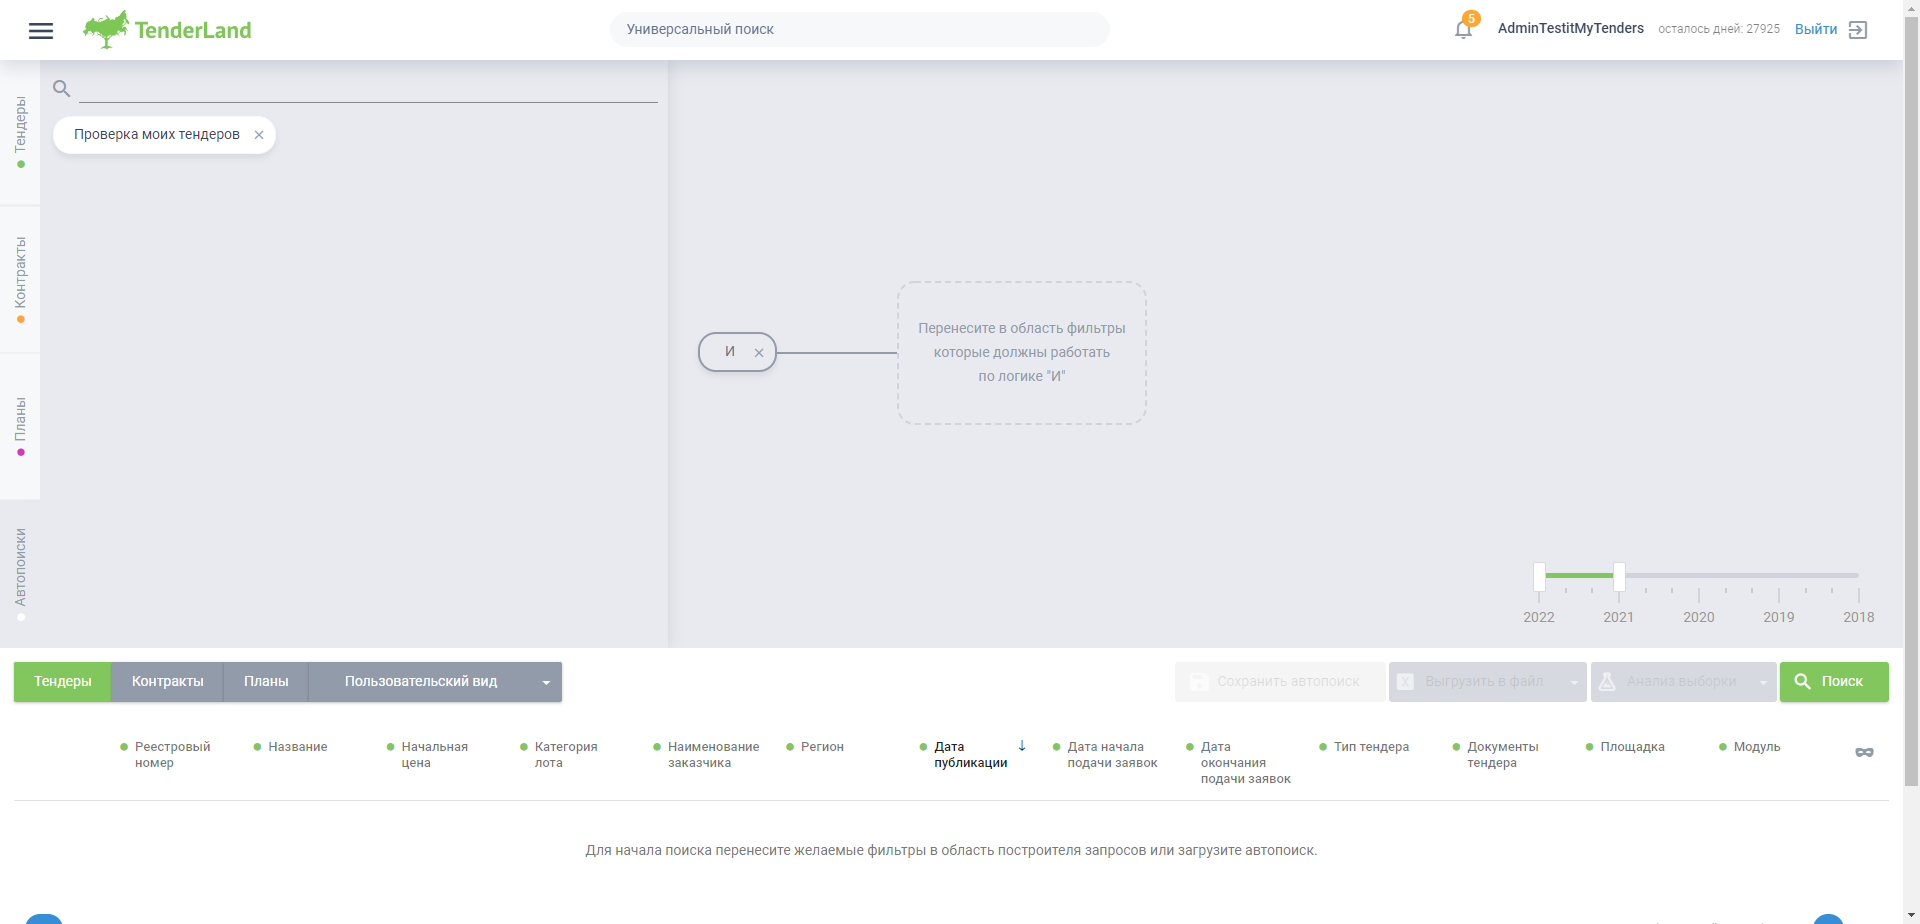 TenderLand
Универсальный поиск
5
AdminTestitMyTenders
осталось дней: 27925
Выйти
Тендеры
Контракты
Планы
Автопоиски
Проверка моих тендеров
И
Перенесите в область фильтры
которые должны работать
по логике "И"
2022
2021
2020
2019
2018
Тендеры
Контракты
Планы
Пользовательский вид
Сохранить автопоиск
Выгрузить в файл
Анализ выборки
Поиск
Реестровый
номер
Название
Начальная
цена
Категория
лота
Наименование
заказчика
Регион
Дата
публикации
Дата начала
подачи заявок
Дата
окончания
подачи заявок
Тип тендера
Документы
тендера
Площадка
Модуль
Для начала поиска перенесите желаемые фильтры в область построителя запросов или загрузите автопоиск.